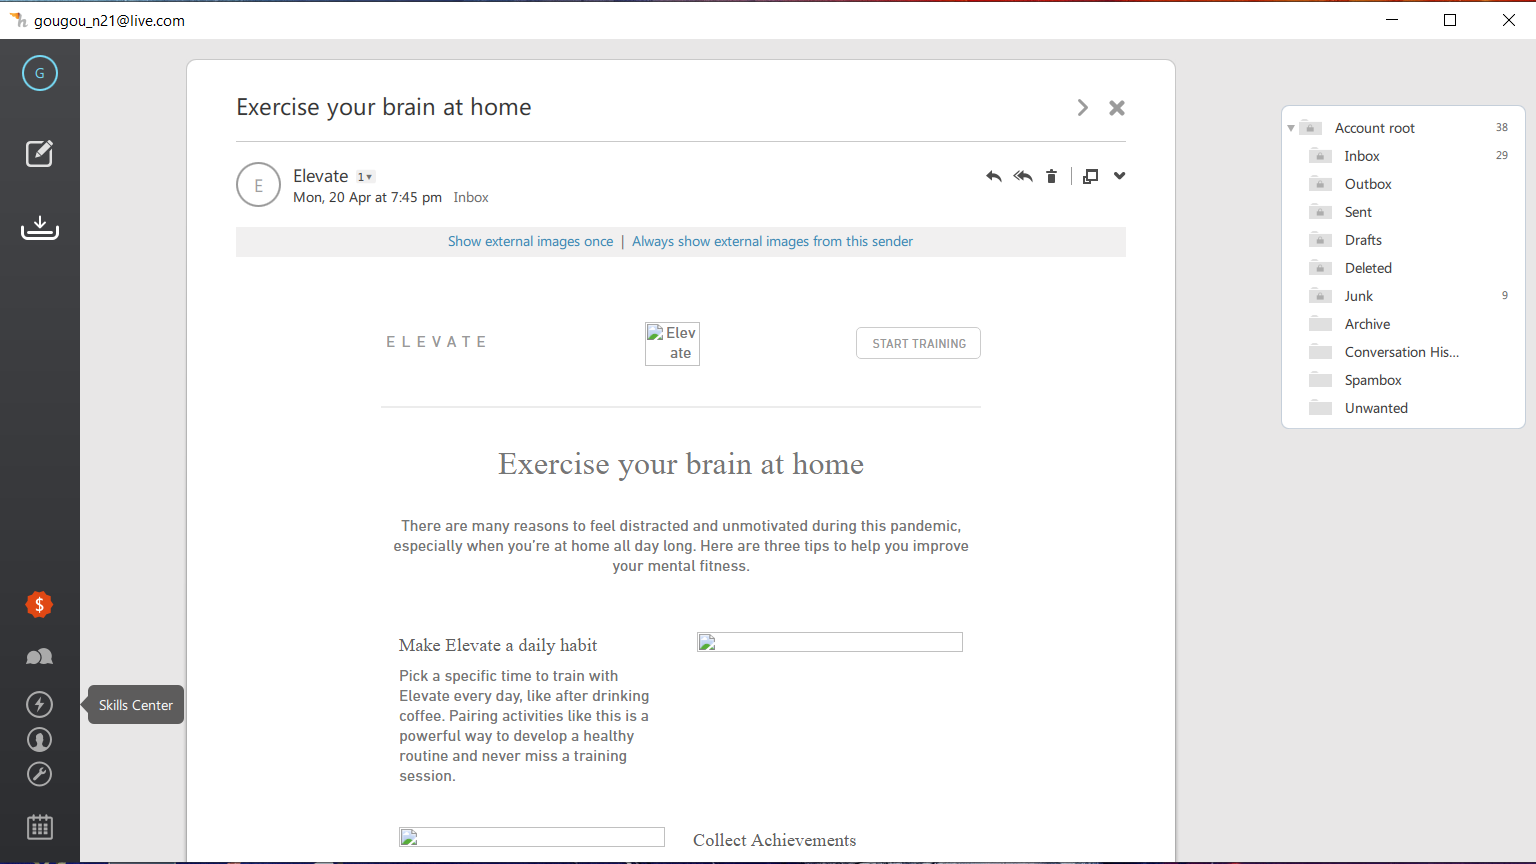 gougou_n21@live.com
G
Exercise your brain at home
E
Elevate 1
Mon, 20 Apr at 7:45 pm Inbox
Show external images once | Always show external images from this sender
ELEVATE
Elev
ate
START TRAINING
Exercise your brain at home
There are many reasons to feel distracted and unmotivated during this pandemic,
especially when you're at home all day long. Here are three tips to help you improve
your mental fitness.
Make Elevate a daily habit
Pick a specific time to train with
Elevate every day, like after drinking
coffee. Pairing activities like this is a
powerful way to develop a healthy
routine and never miss a training
session.
Collect Achievements
$
Skills Center
Account root 38
Inbox 29
Outbox
Sent
Drafts
Deleted
Junk 9
Archive
Conversation His...
Spambox
Unwanted